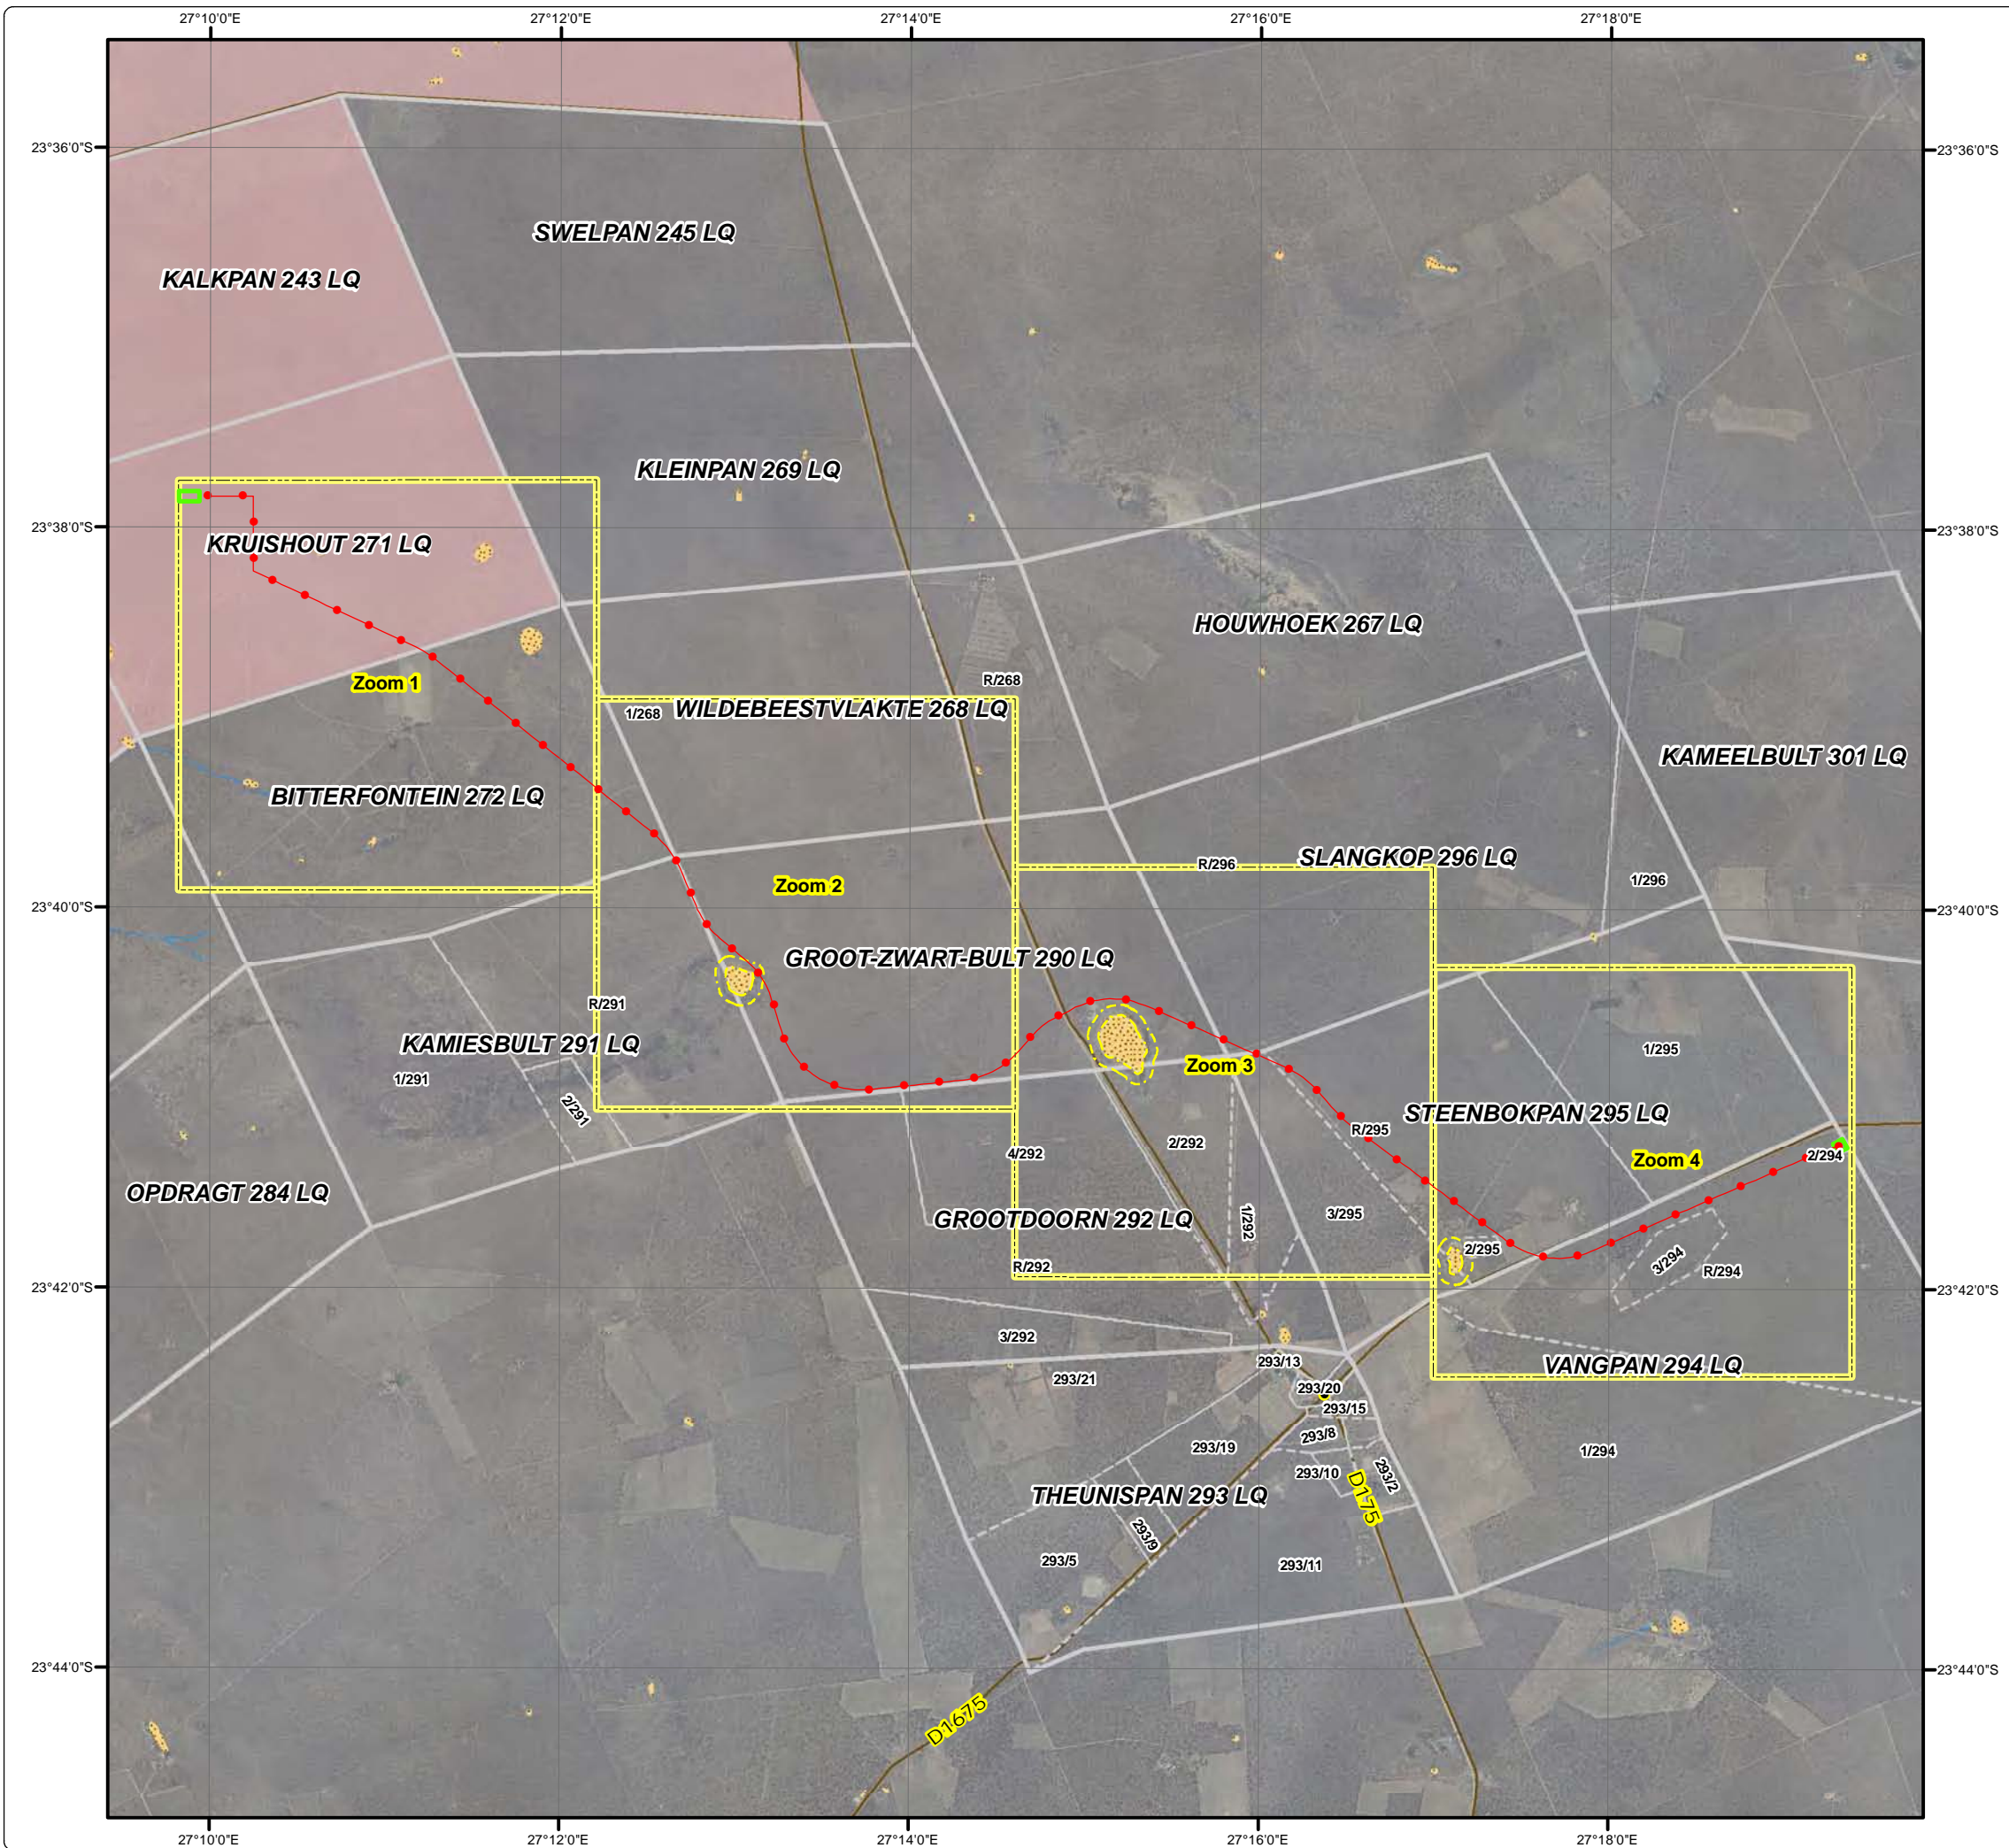 27°10'0"E
27°12'0"E
27°14'0"E
27°16'0"E
27°18'0"E
23°36'0"S
23°36'0"S
SWELPAN 245 LQ
KALKPAN 243 LQ
KLEINPAN 269 LQ
23°38'0"S
23°38'0"S
KRUISHOUT 271 LQ
HOUWHOEK 267 LQ
Zoom 1
R/268
1/268
WILDEBEESTVLAKTE 268 LQ
KAMEELBULT 301 LQ
BITTERFONTEIN 272 LQ
R/296
SLANGKOP 296 LQ
1/296
Zoom 2
23°40'0"S
23°40'0"S
GROOT-ZWART-BULT 290 LQ
R/291
KAMIESBULT 291 LQ
1/291
2/291
1/295
Zoom 3
STEENBOKPAN 295 LQ
R/295
2/292
4/292
Zoom 4
2/294
OPDRAGT 284 LQ
GROOTDOORN 292 LQ
1/292
3/295
R/292
2/295
3/294
R/294
23°42'0"S
23°42'0"S
3/292
293/13
VANGPAN 294 LQ
293/21
293/20
293/15
293/8
293/19
293/10
293/2
1/294
THEUNISPAN 293 LQ
D175
293/9
293/5
293/11
23°44'0"S
23°44'0"S
D1675
27°10'0"E
27°12'0"E
27°14'0"E
27°16'0"E
27°18'0"E